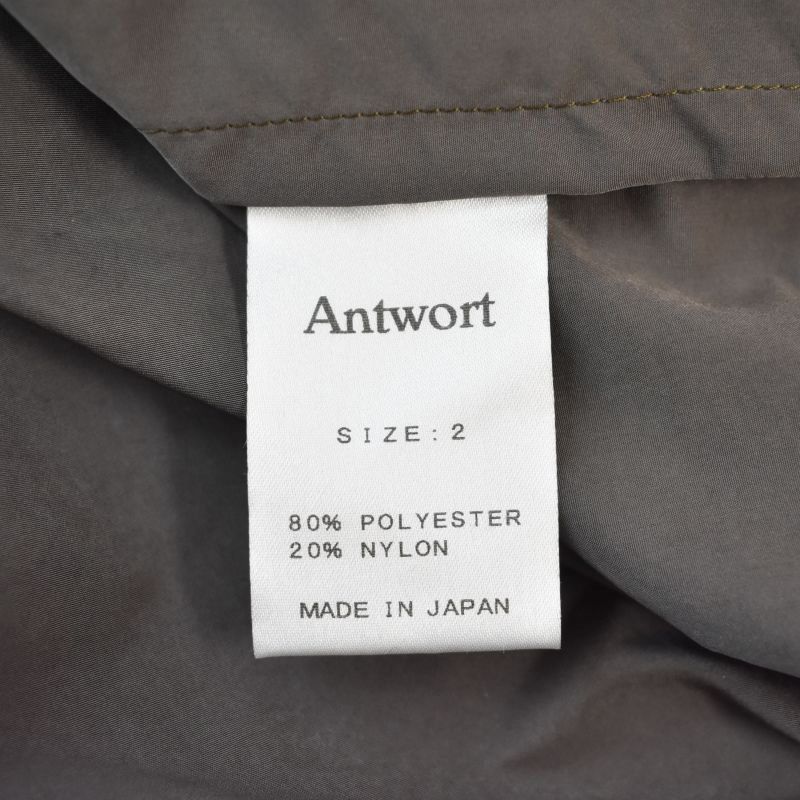 Antwort
SIZE: 2
80% POLYESTER
20% NYLON
MADE IN JAPAN